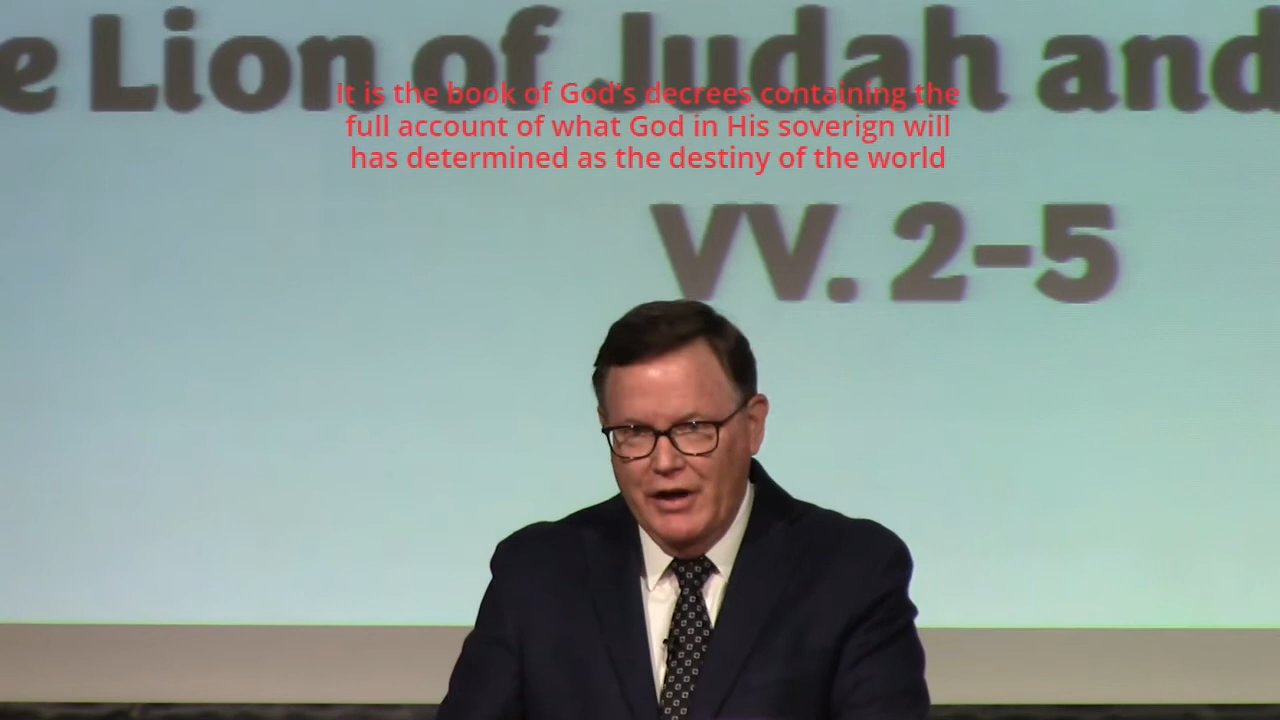 e Lion of Judah and
It is the book of God's decrees containing the
full account of what God in His soverign will
has determined as the destiny of the world
VV. 2-5